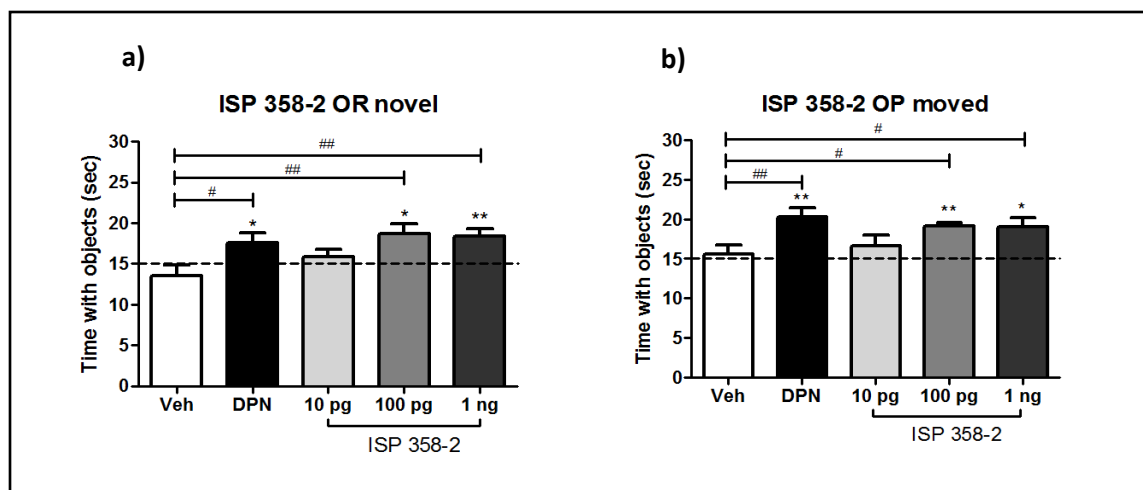 a)
ISP 358-2 OR novel
Time with objects (sec)
30
25
20
15
10
5
0
##
##
#
*
*
**
Veh DPN 10 pg 100 pg 1 ng
ISP 358-2
b)
ISP 358-2 OP moved
Time with objects (sec)
30
25
20
15
10
5
0
#
#
##
**
**
*
Veh DPN 10 pg 100 pg 1 ng
ISP 358-2